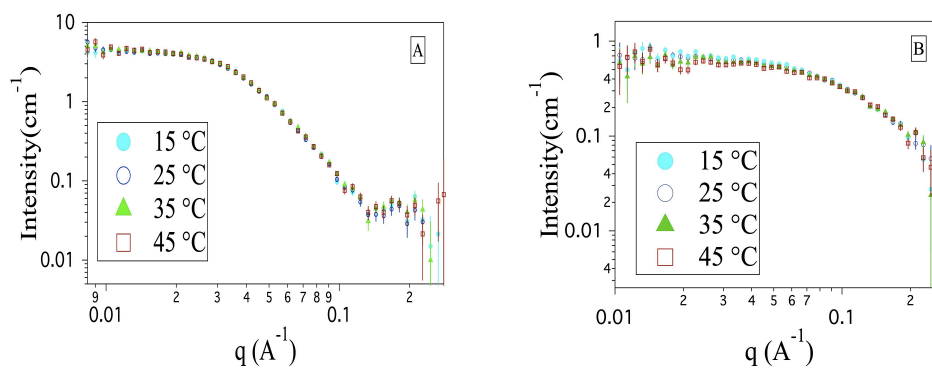 10
1
0.1
0.01
Intensity(cm⁻¹)
A
15 °C
25 °C
35 °C
45 °C
9 2 3 4 5 6 7 8 9 2
0.01 0.1
q (A⁻¹)
1
4
2
0.1
4
2
0.01
4
Intensity(cm⁻¹)
B
15 °C
25 °C
35 °C
45 °C
2 3 4 5 6 7 2
0.01 0.1
q (A⁻¹)